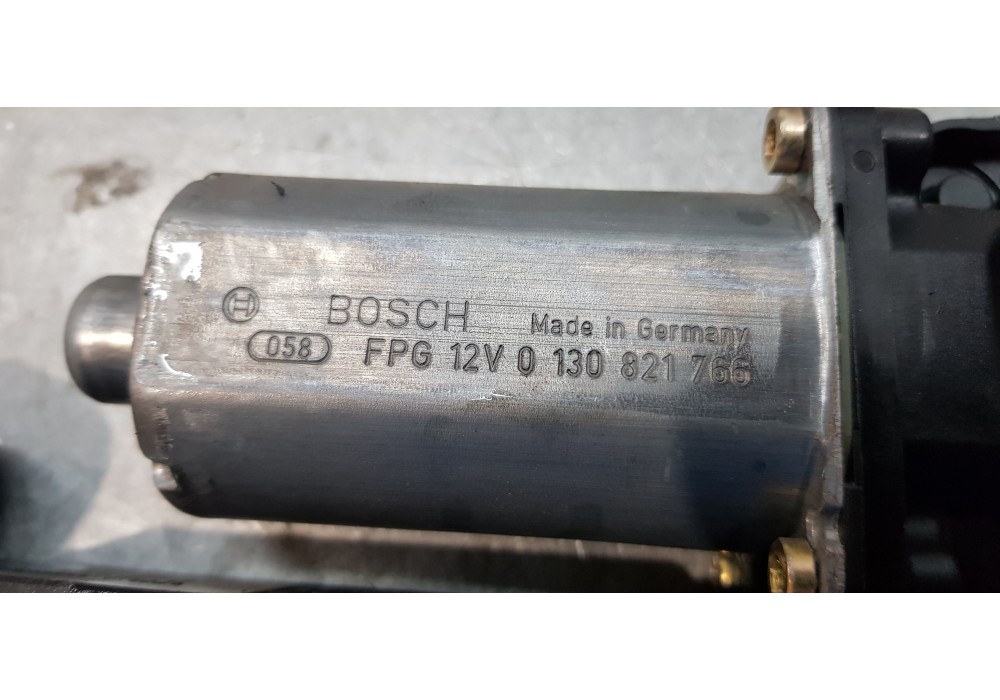 BOSCH Made in Germany
058 FPG 12V 0 130 821 766